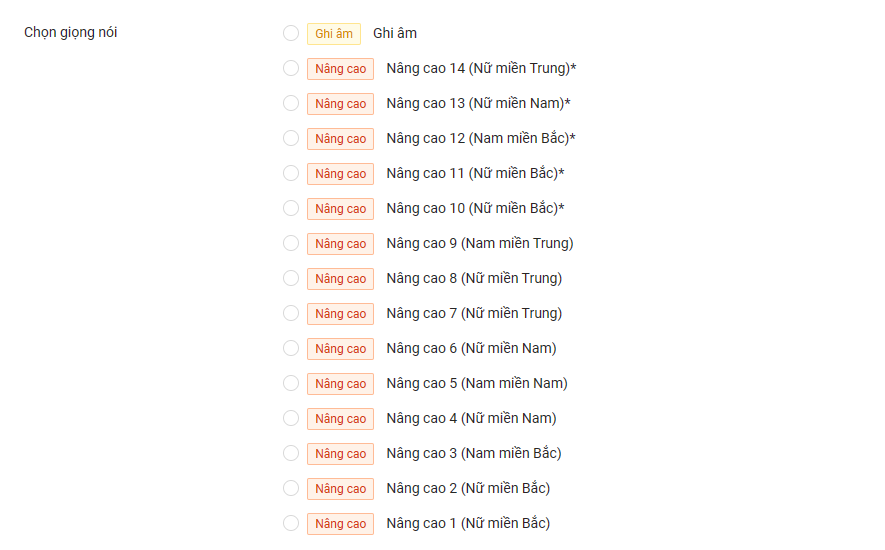 Chọn giọng nói
Ghi âm Ghi âm
Nâng cao Nâng cao 14 (Nữ miền Trung)*
Nâng cao Nâng cao 13 (Nữ miền Nam)*
Nâng cao Nâng cao 12 (Nam miền Bắc)*
Nâng cao Nâng cao 11 (Nữ miền Bắc)*
Nâng cao Nâng cao 10 (Nữ miền Bắc)*
Nâng cao Nâng cao 9 (Nam miền Trung)
Nâng cao Nâng cao 8 (Nữ miền Trung)
Nâng cao Nâng cao 7 (Nữ miền Trung)
Nâng cao Nâng cao 6 (Nữ miền Nam)
Nâng cao Nâng cao 5 (Nam miền Nam)
Nâng cao Nâng cao 4 (Nữ miền Nam)
Nâng cao Nâng cao 3 (Nam miền Bắc)
Nâng cao Nâng cao 2 (Nữ miền Bắc)
Nâng cao Nâng cao 1 (Nữ miền Bắc)